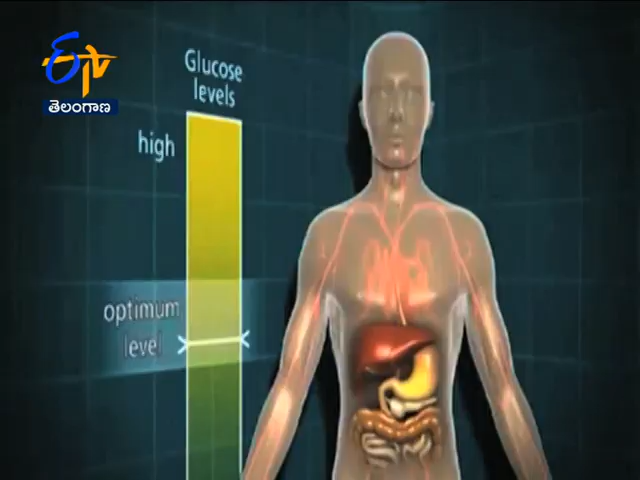 ETV
తెలంగాణ
Glucose
levels
high
optimum
level